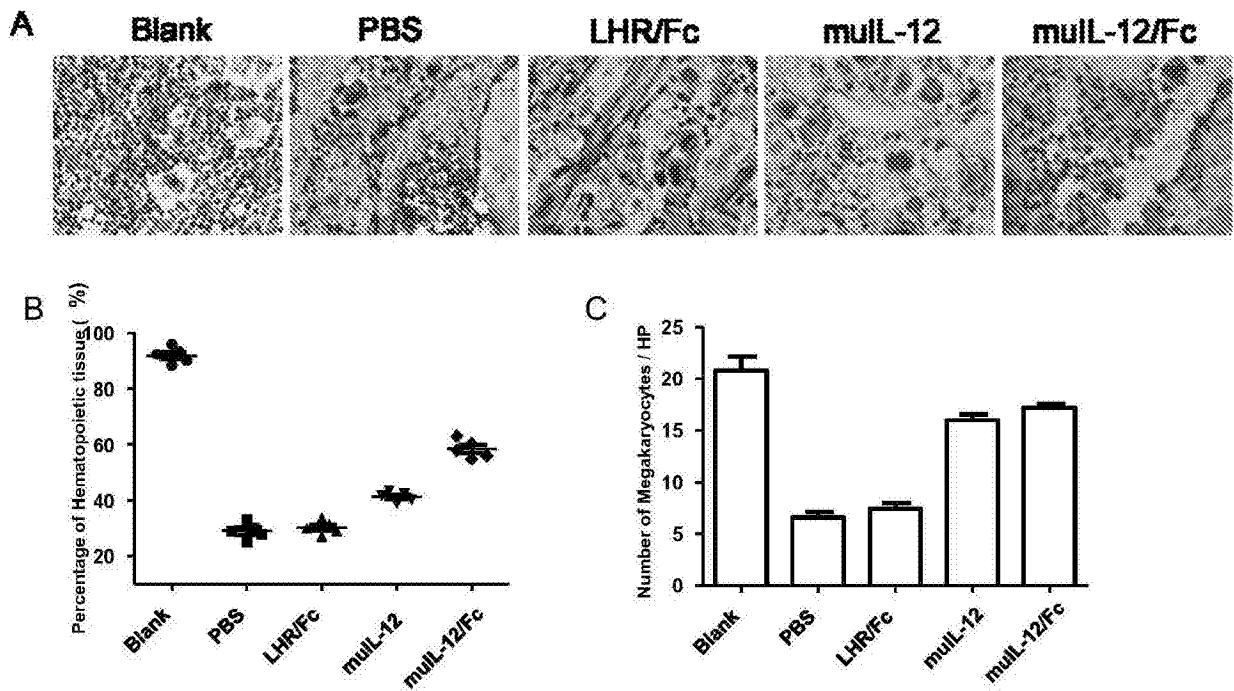 A
Blank PBS LHR/Fc muIL-12 muIL-12/Fc
B
Percentage of Hematopoietic tissue ( %)
100
80
60
40
20
Blank PBS LHR/Fc muIL-12 muIL-12/Fc
C
Number of Megakaryocytes / HP
25
20
15
10
5
0
Blank PBS LHR/Fc muIL-12 muIL-12/Fc